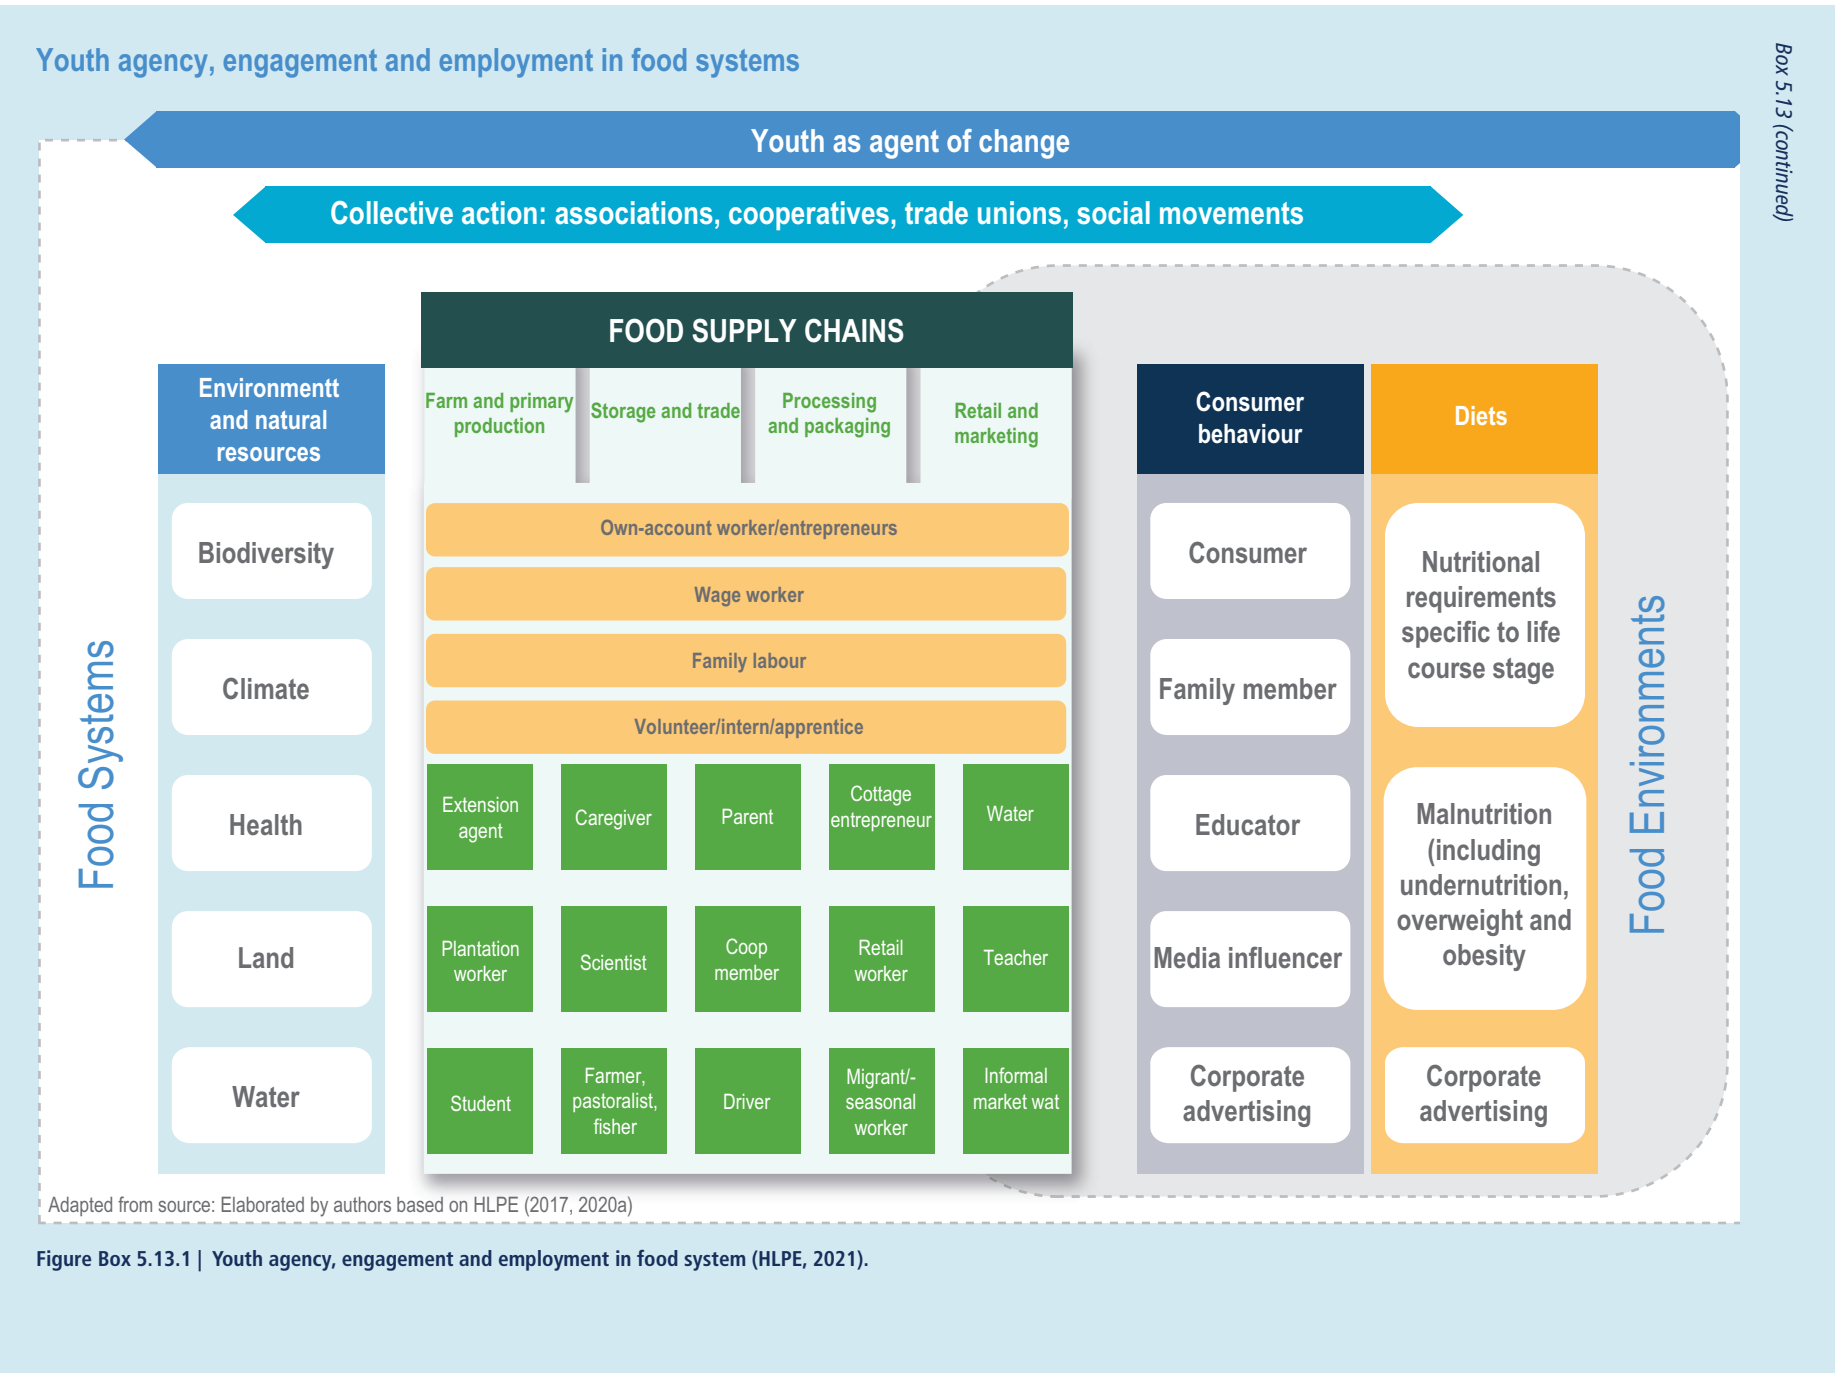 Youth agency, engagement and employment in food systems
Box 5.13 (continued)
Youth as agent of change
Collective action: associations, cooperatives, trade unions, social movements
Food Systems
Environmentt
and natural
resources
Biodiversity
Climate
Health
Land
Water
FOOD SUPPLY CHAINS
Farm and primary
production
Storage and trade
Processing
and packaging
Retail and
marketing
Own-account worker/entrepreneurs
Wage worker
Family labour
Volunteer/intern/apprentice
Extension
agent
Caregiver
Parent
Cottage
entrepreneur
Water
Plantation
worker
Scientist
Coop
member
Retail
worker
Teacher
Student
Farmer,
pastoralist,
fisher
Driver
Migrant/-
seasonal
worker
Informal
market wat
Consumer
behaviour
Consumer
Family member
Educator
Media influencer
Corporate
advertising
Diets
Nutritional
requirements
specific to life
course stage
Malnutrition
(including
undernutrition,
overweight and
obesity
Corporate
advertising
Food Environments
Adapted from source: Elaborated by authors based on HLPE (2017, 2020a)
Figure Box 5.13.1 | Youth agency, engagement and employment in food system (HLPE, 2021).